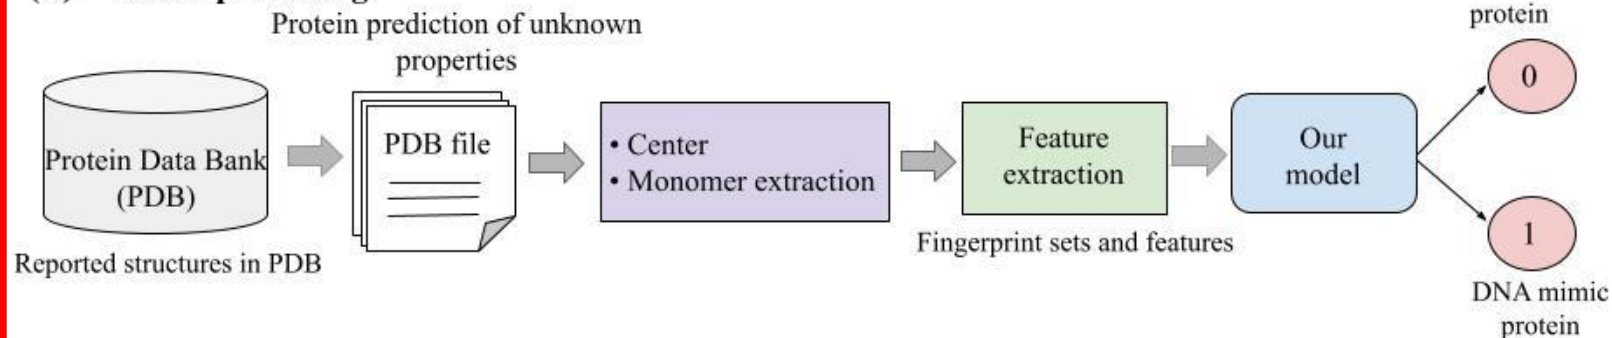 Protein prediction of unknown
properties
protein
Protein Data Bank
(PDB)
Reported structures in PDB
PDB file
• Center
• Monomer extraction
Feature
extraction
Fingerprint sets and features
Our
model
0
1
DNA mimic
protein